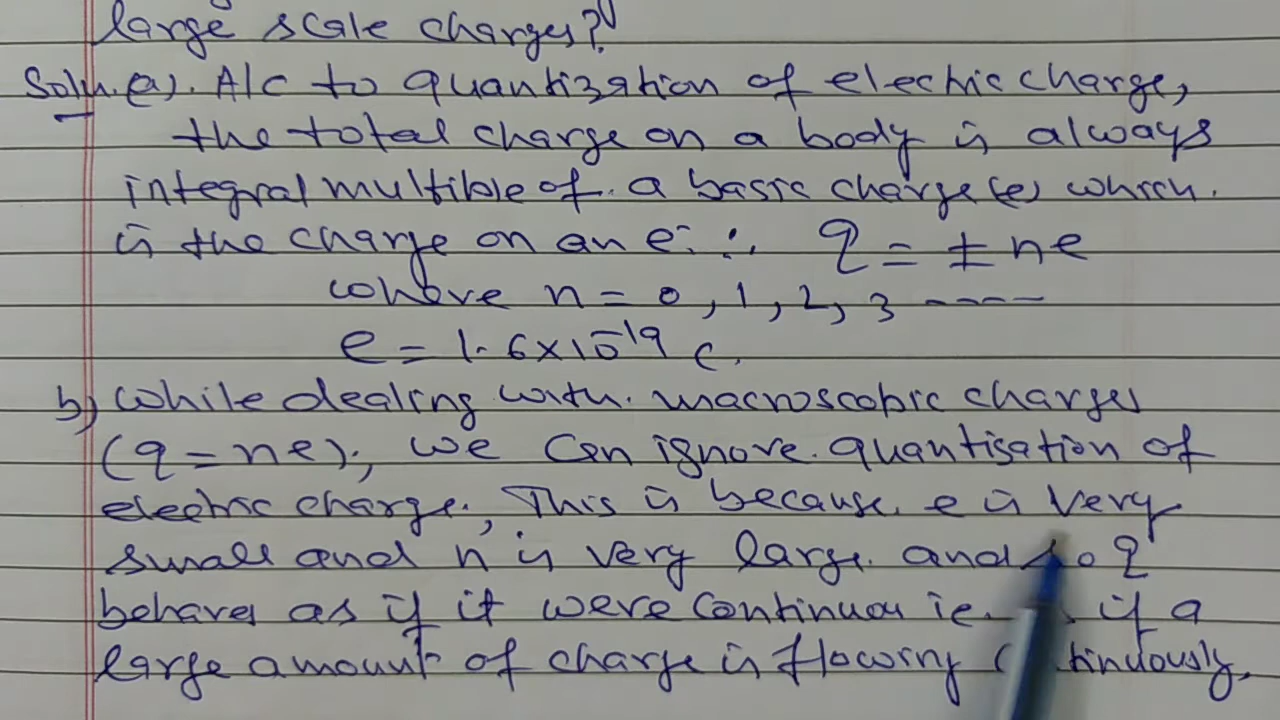 large scale charges?
Soln. (a). A/c to quantization of electric charge,
the total charge on a body is always
integral multiple of a basic charge (e) which
is the charge on an e⁻. ∴ q = ± ne
where n = 0, 1, 2, 3 ----
e = 1.6×10⁻¹⁹ C.
b) While dealing with macroscopic charges
(q = ne), we can ignore quantisation of
electric charge. This is because e is very
small and n is very large and so q
behaves as if it were continuous ie. if a
large amount of charge is flowing continuously.